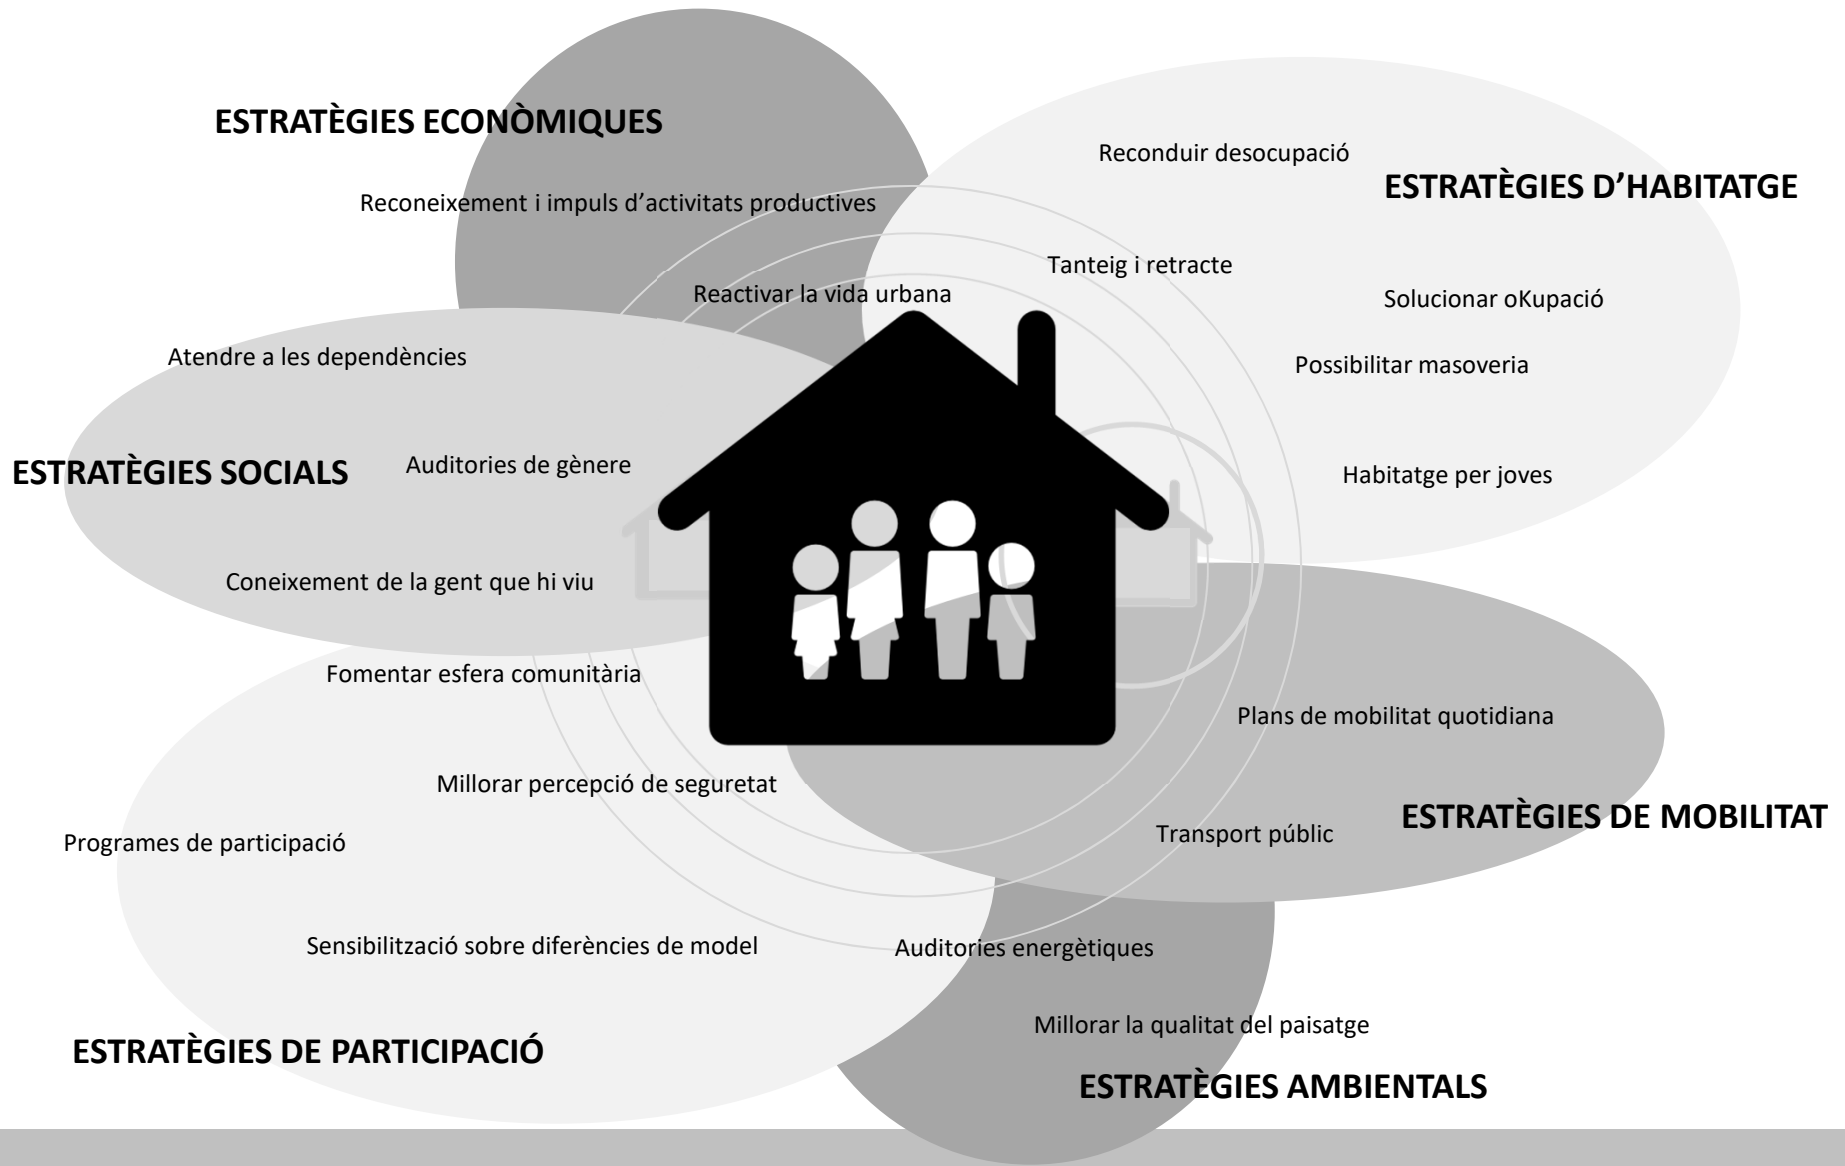 ESTRATÈGIES ECONÒMIQUES
Reconeixement i impuls d’activitats productives
Reactivar la vida urbana
Reconduir desocupació
ESTRATÈGIES D’HABITATGE
Tanteig i retracte
Solucionar oKupació
Possibilitar masoveria
Habitatge per joves
Atendre a les dependències
ESTRATÈGIES SOCIALS
Auditories de gènere
Coneixement de la gent que hi viu
Fomentar esfera comunitària
Millorar percepció de seguretat
Programes de participació
Sensibilització sobre diferències de model
ESTRATÈGIES DE PARTICIPACIÓ
Plans de mobilitat quotidiana
ESTRATÈGIES DE MOBILITAT
Transport públic
Auditories energètiques
Millorar la qualitat del paisatge
ESTRATÈGIES AMBIENTALS